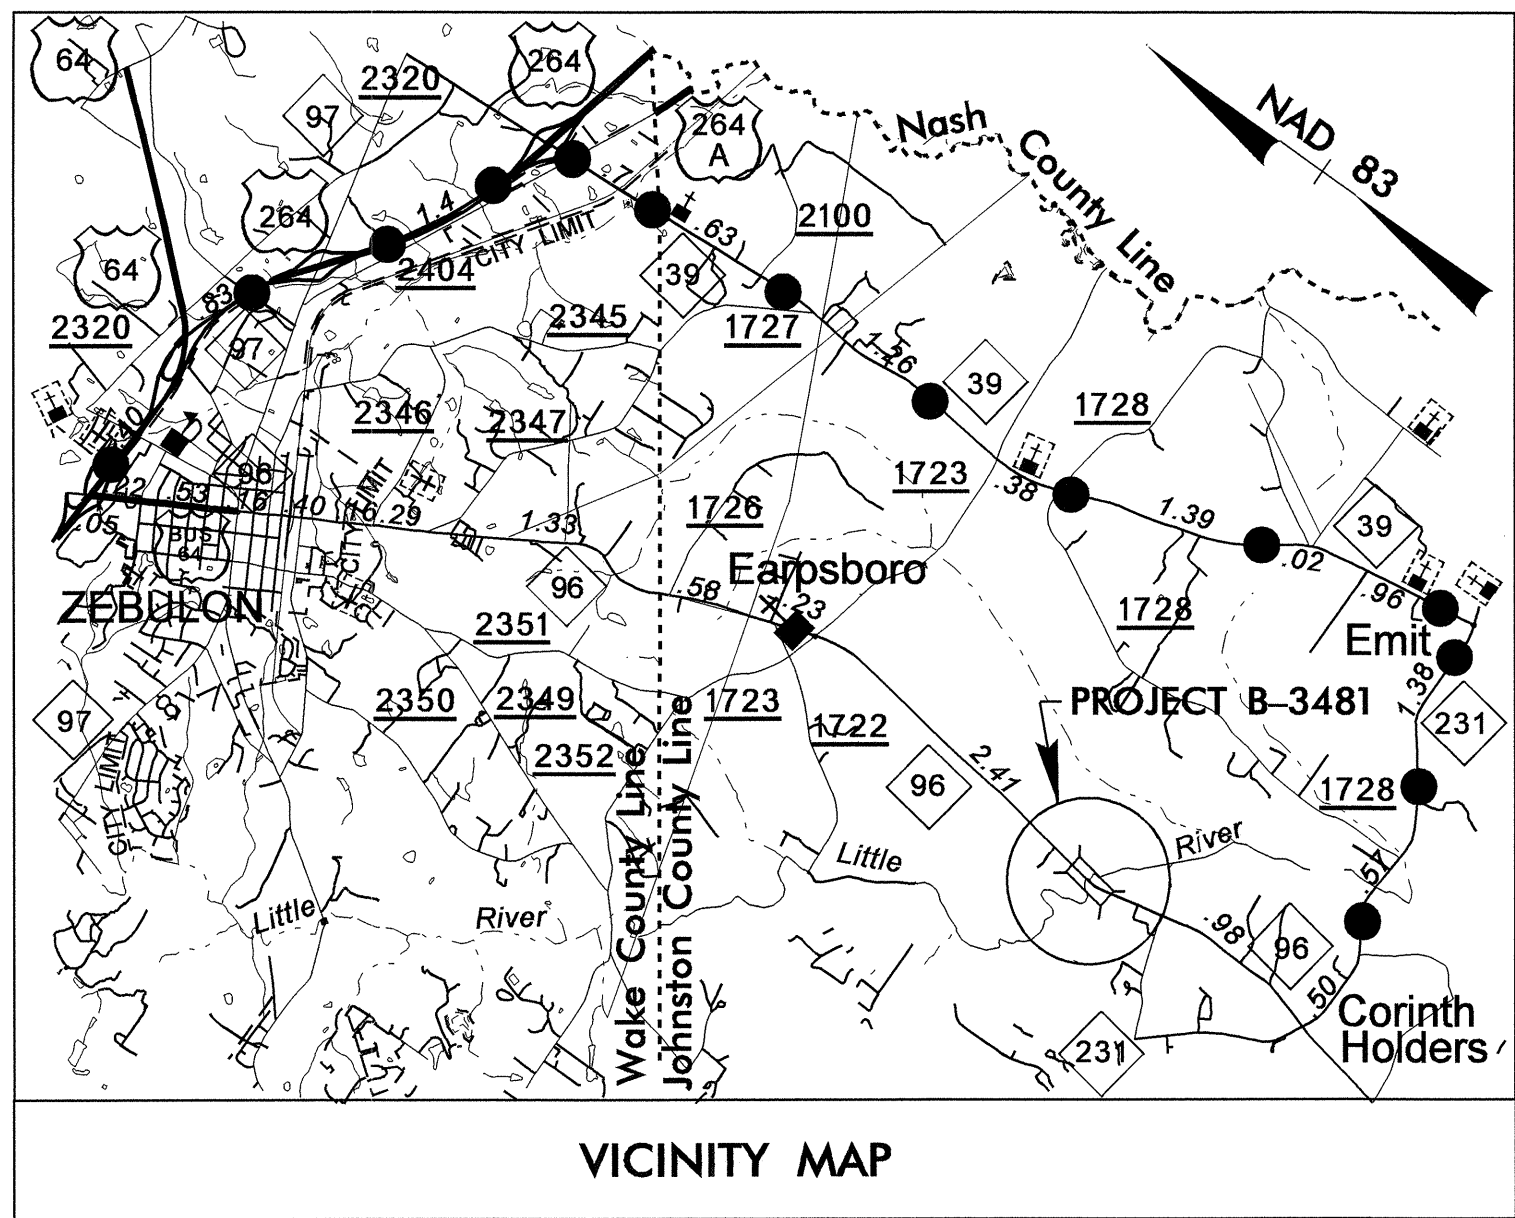 64
2320
264
97
264
A
Nash
County
Line
NAD 83
264
1.4
.7
CITY LIMIT
.63
2100
39
64
2404
83
2320
97
2345
1727
1.26
39
2346
2347
1728
.40
96
1723
.38
.22
.53
.16
.40
.16
.29
1.33
CITY LIMIT
1726
1.39
39
.05
BUS
64
96
Earpsboro
.58
.23
.02
.96
ZEBULON
2351
1728
Emit
1.38
97
2350
2349
1723
1722
PROJECT B-3481
231
2352
96
2.41
1728
CITY LIMIT
Wake County Line
Johnston County Line
Little
River
.57
Little
River
.98
96
.50
231
Corinth
Holders
VICINITY MAP